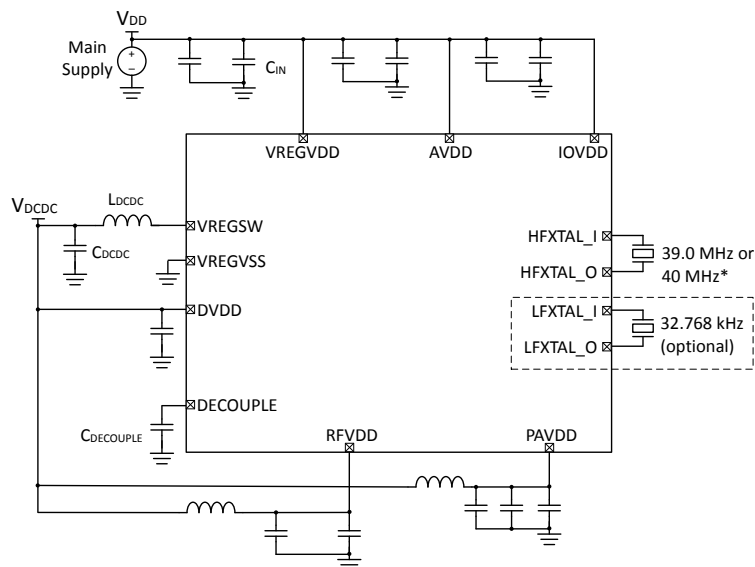 VDD
Main
Supply
+
−
CIN
VREGVDD
AVDD
IOVDD
VDCDC
LDCDC
VREGSW
CDCDC
VREGVSS
DVDD
DECOUPLE
CDECOUPLE
RFVDD
PAVDD
HFXTAL_I
HFXTAL_O
39.0 MHz or
40 MHz*
LFXTAL_I
LFXTAL_O
32.768 kHz
(optional)